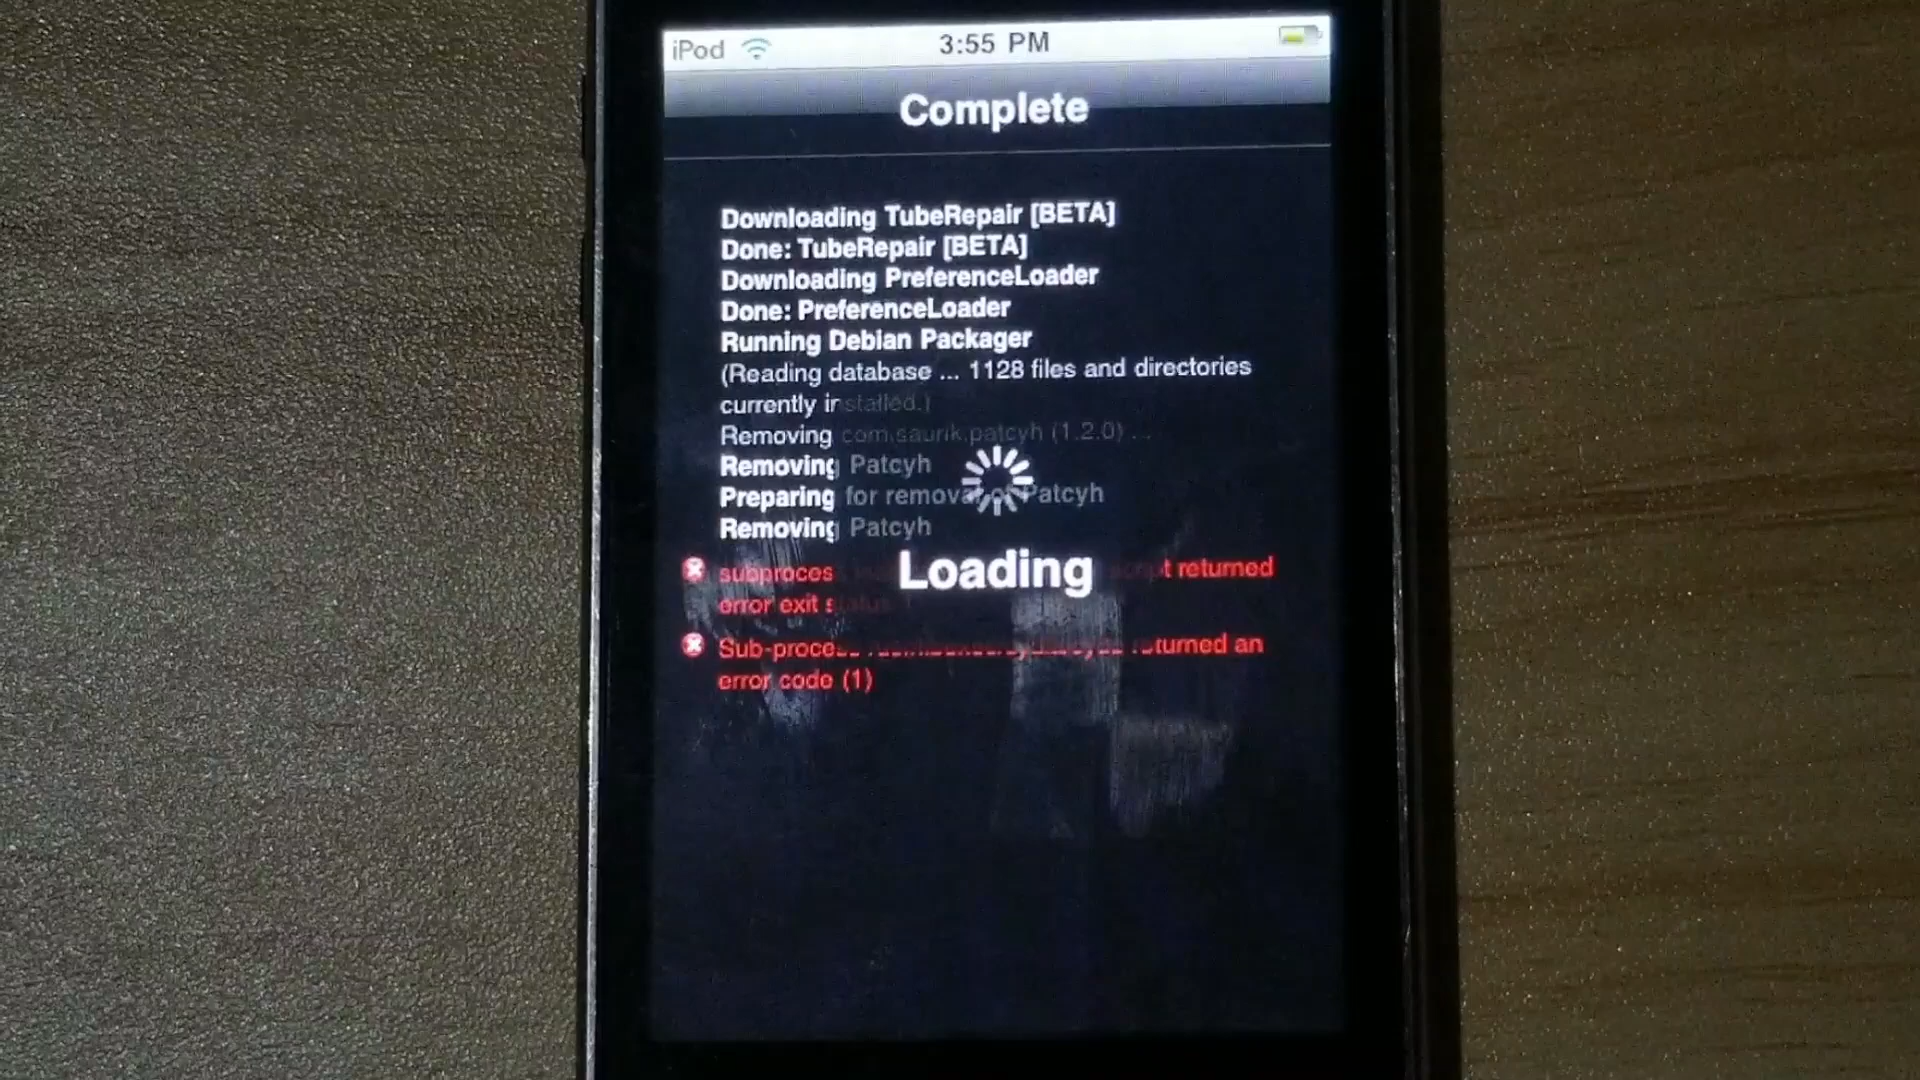 iPod
3:55 PM
Complete
Downloading TubeRepair [BETA]
Done: TubeRepair [BETA]
Downloading PreferenceLoader
Done: PreferenceLoader
Running Debian Packager
(Reading database ... 1128 files and directories
currently installed.)
Removing com.saurik.patcyh (1.2.0) ...
Removing Patcyh
Preparing for removal of Patcyh
Removing Patcyh
Loading
subproces script returned
error exit status 1
Sub-process returned an
error code (1)